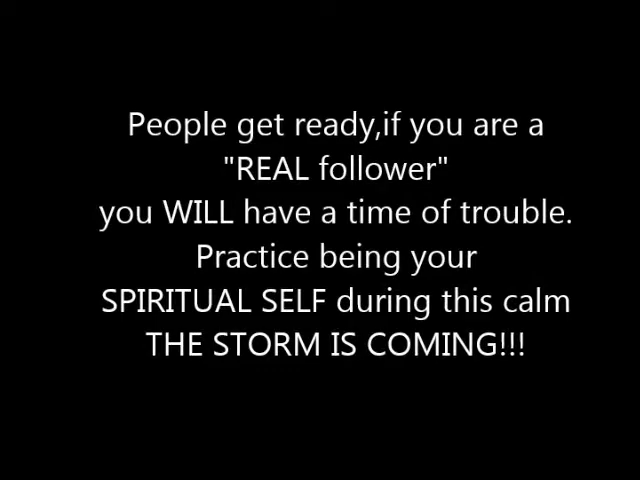 People get ready,if you are a
"REAL follower"
you WILL have a time of trouble.
Practice being your
SPIRITUAL SELF during this calm
THE STORM IS COMING!!!